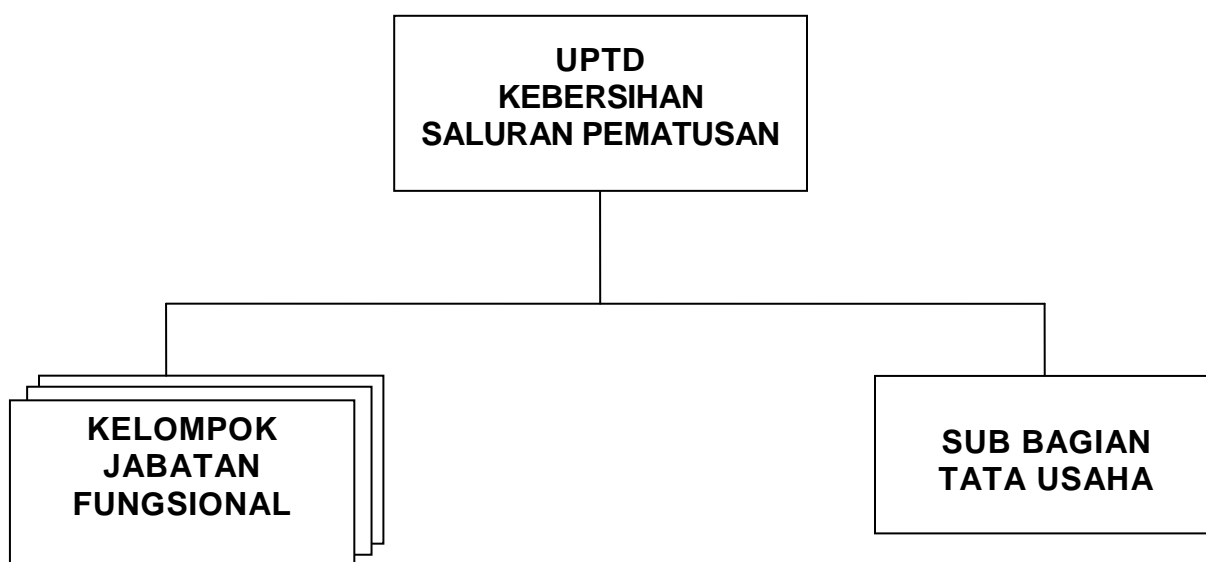 UPTD
KEBERSIHAN
SALURAN PEMATUSAN
KELOMPOK
JABATAN
FUNGSIONAL
SUB BAGIAN
TATA USAHA